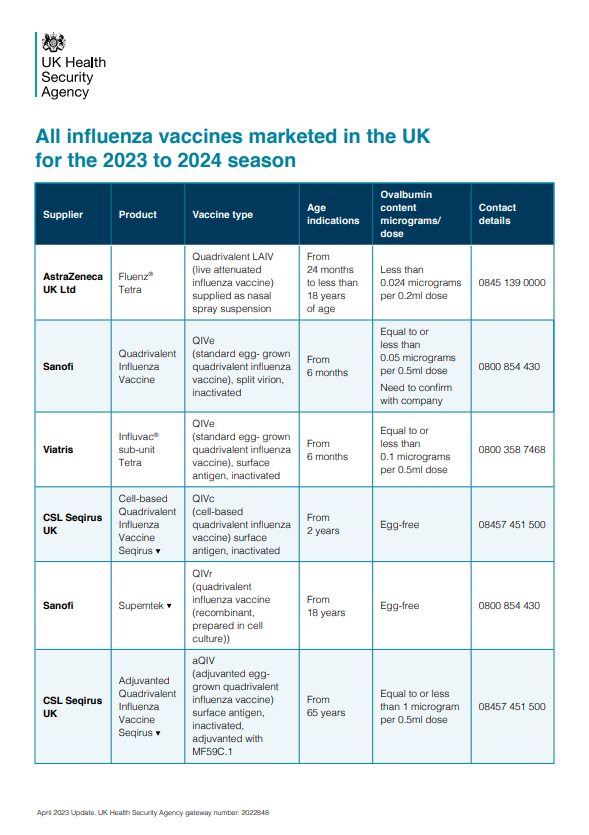 UK Health
Security
Agency
All influenza vaccines marketed in the UK
for the 2023 to 2024 season
Supplier
Product
Vaccine type
Age
indications
Ovalbumin
content
micrograms/
dose
Contact
details
AstraZeneca
UK Ltd
Fluenz®
Tetra
Quadrivalent LAIV
(live attenuated
influenza vaccine)
supplied as nasal
spray suspension
From
24 months
to less than
18 years
of age
Less than
0.024 micrograms
per 0.2ml dose
0845 139 0000
Sanofi
Quadrivalent
Influenza
Vaccine
QIVe
(standard egg- grown
quadrivalent influenza
vaccine), split virion,
inactivated
From
6 months
Equal to or
less than
0.05 micrograms
per 0.5ml dose
Need to confirm
with company
0800 854 430
Viatris
Influvac®
sub-unit
Tetra
QIVe
(standard egg- grown
quadrivalent influenza
vaccine), surface
antigen, inactivated
From
6 months
Equal to or
less than
0.1 micrograms
per 0.5ml dose
0800 358 7468
CSL Seqirus
UK
Cell-based
Quadrivalent
Influenza
Vaccine
Seqirus ▼
QIVc
(cell-based
quadrivalent influenza
vaccine) surface
antigen, inactivated
From
2 years
Egg-free
08457 451 500
Sanofi
Supemtek ▼
QIVr
(quadrivalent
influenza vaccine
(recombinant,
prepared in cell
culture))
From
18 years
Egg-free
0800 854 430
CSL Seqirus
UK
Adjuvanted
Quadrivalent
Influenza
Vaccine
Seqirus ▼
aQIV
(adjuvanted egg-
grown quadrivalent
influenza vaccine)
surface antigen,
inactivated,
adjuvanted with
MF59C.1
From
65 years
Equal to or less
than 1 microgram
per 0.5ml dose
08457 451 500
April 2023 Update. UK Health Security Agency gateway number: 2022848